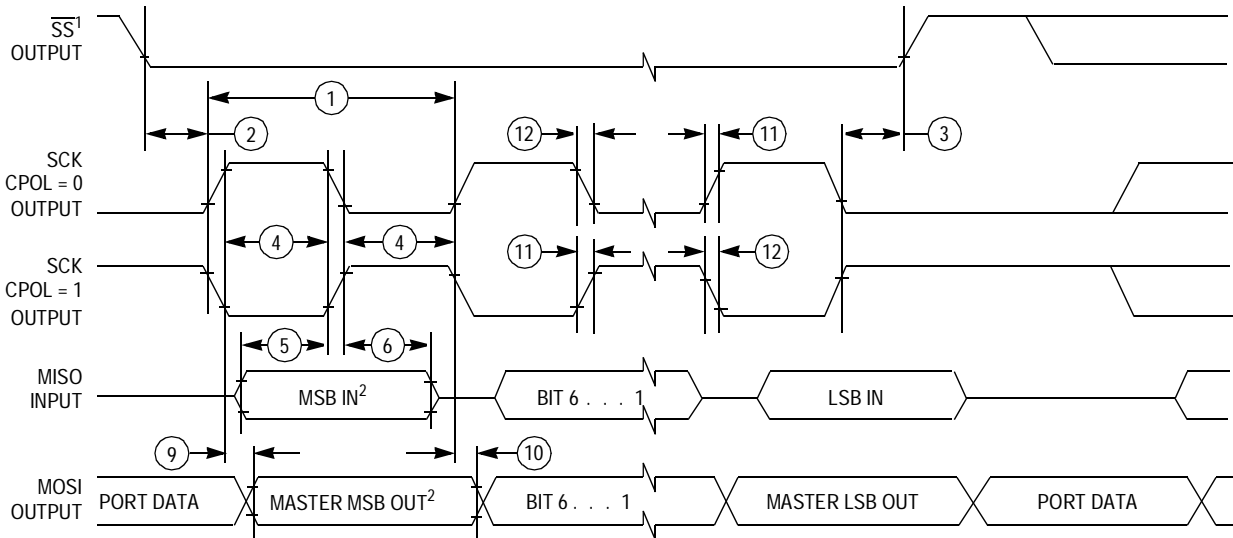 SS¹
OUTPUT
1
2
12
11
3
SCK
CPOL = 0
OUTPUT
4
4
SCK
CPOL = 1
OUTPUT
11
12
5
6
MISO
INPUT
MSB IN²
BIT 6 . . . 1
LSB IN
9
10
MOSI
OUTPUT
PORT DATA
MASTER MSB OUT²
BIT 6 . . . 1
MASTER LSB OUT
PORT DATA